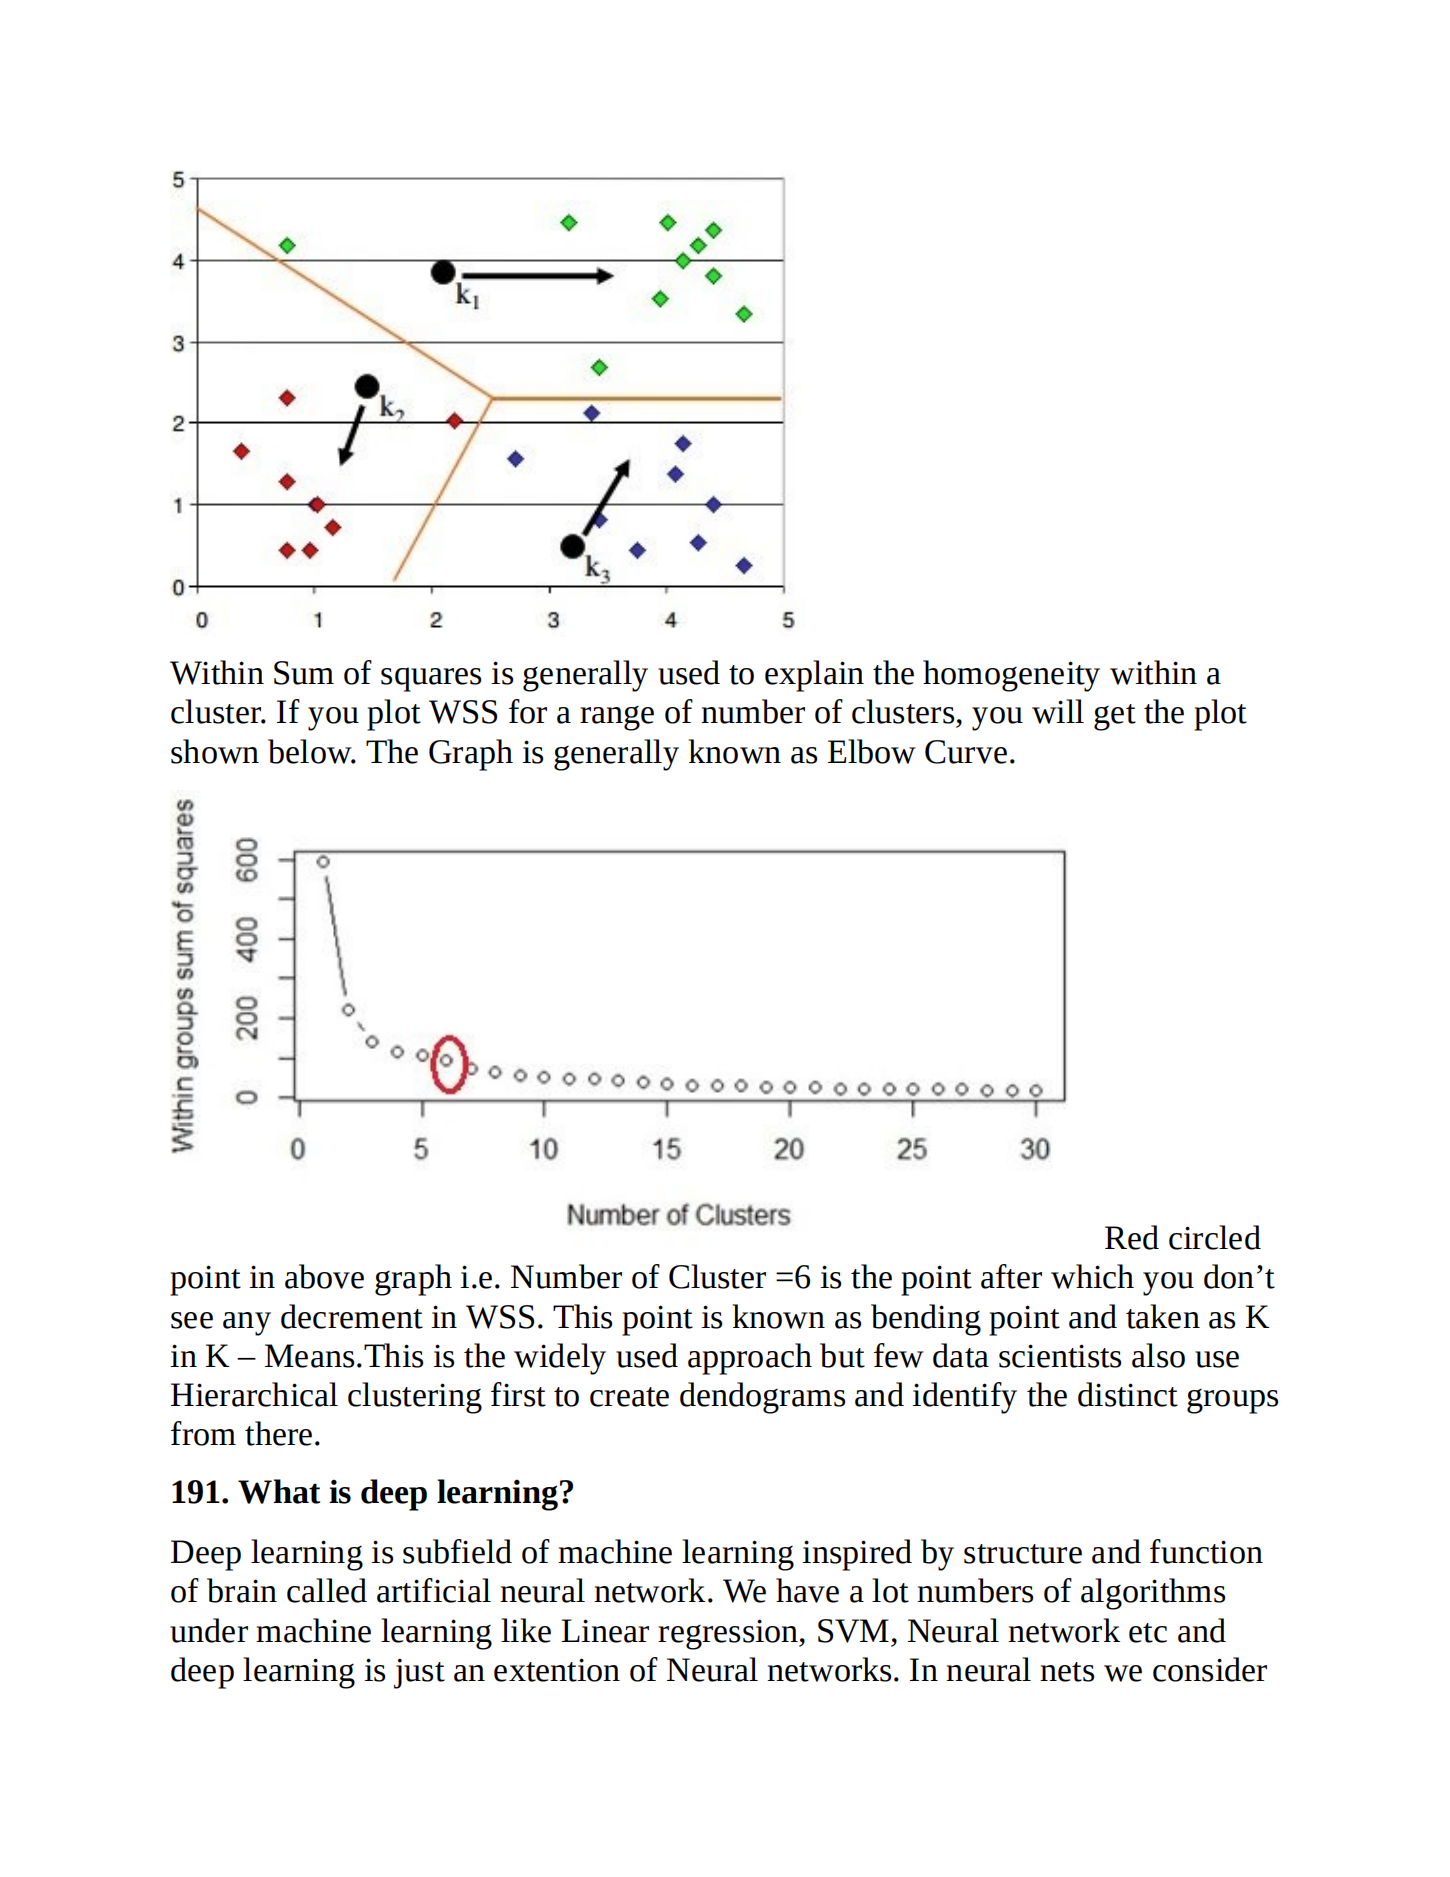 5
4
k1
3
k2
2
1
k3
0
0 1 2 3 4 5
Within Sum of squares is generally used to explain the homogeneity within a
cluster. If you plot WSS for a range of number of clusters, you will get the plot
shown below. The Graph is generally known as Elbow Curve.
Within groups sum of squares
600
400
200
0
0 5 10 15 20 25 30
Number of Clusters
Red circled
point in above graph i.e. Number of Cluster =6 is the point after which you don’t
see any decrement in WSS. This point is known as bending point and taken as K
in K – Means.This is the widely used approach but few data scientists also use
Hierarchical clustering first to create dendograms and identify the distinct groups
from there.
191. What is deep learning?
Deep learning is subfield of machine learning inspired by structure and function
of brain called artificial neural network. We have a lot numbers of algorithms
under machine learning like Linear regression, SVM, Neural network etc and
deep learning is just an extention of Neural networks. In neural nets we consider